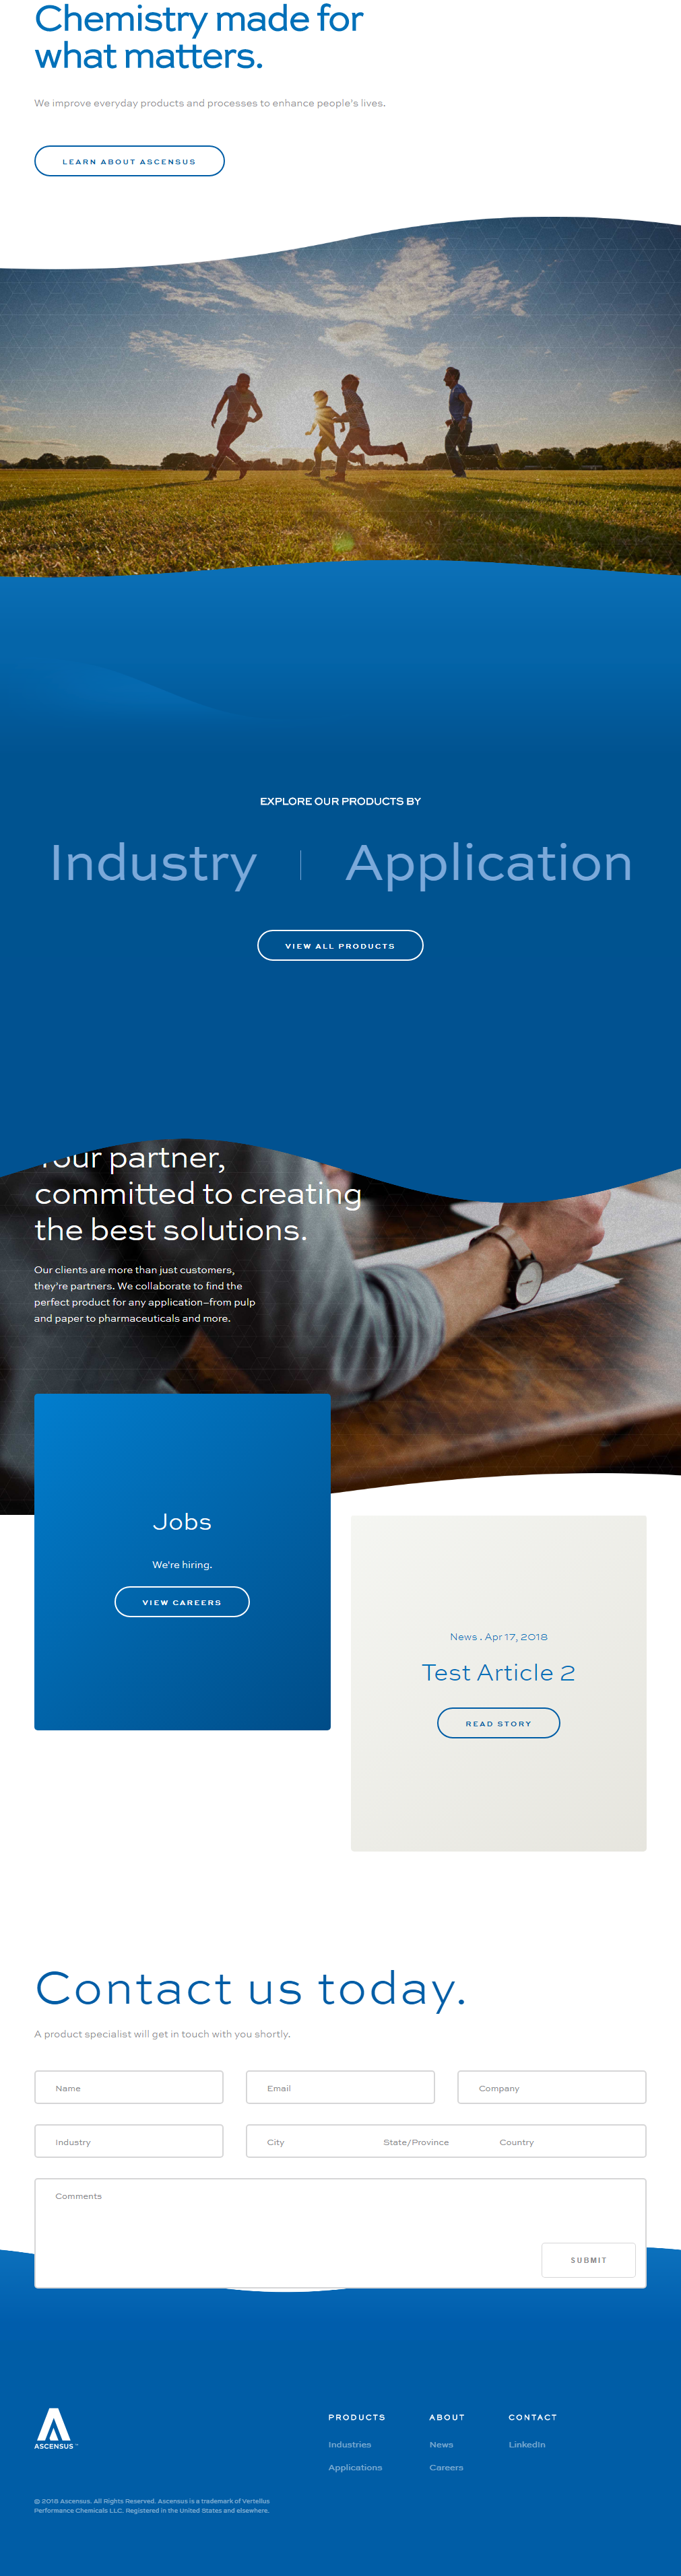 Chemistry made for
what matters.
We improve everyday products and processes to enhance people's lives.
LEARN ABOUT ASCENSUS
EXPLORE OUR PRODUCTS BY
Industry
Application
VIEW ALL PRODUCTS
Your partner,
committed to creating
the best solutions.
Our clients are more than just customers,
they're partners. We collaborate to find the
perfect product for any application—from pulp
and paper to pharmaceuticals and more.
Jobs
We're hiring.
VIEW CAREERS
News . Apr 17, 2018
Test Article 2
READ STORY
Contact us today.
A product specialist will get in touch with you shortly.
Name
Email
Company
Industry
City
State/Province
Country
Comments
SUBMIT
ASCENSUS™
PRODUCTS
Industries
Applications
ABOUT
News
Careers
CONTACT
LinkedIn
© 2018 Ascensus. All Rights Reserved. Ascensus is a trademark of Vertellus
Performance Chemicals LLC. Registered in the United States and elsewhere.